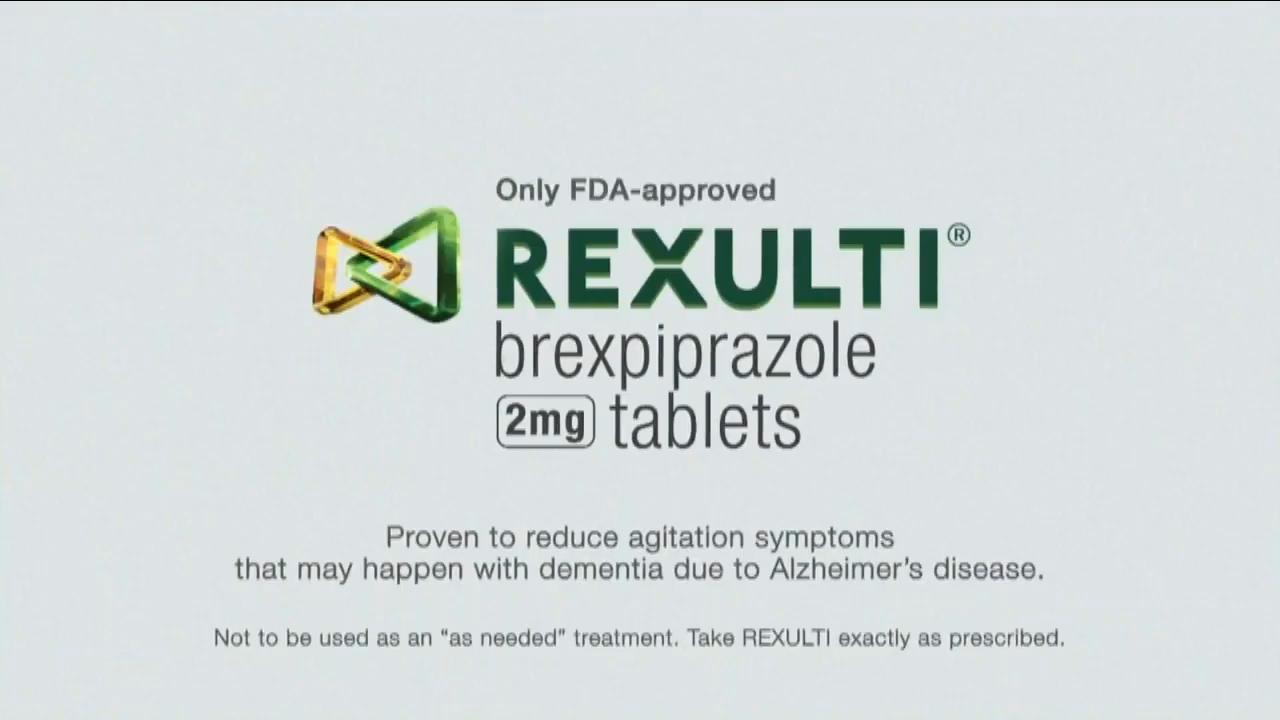 Only FDA-approved
REXULTI®
brexpiprazole
2mg tablets
Proven to reduce agitation symptoms
that may happen with dementia due to Alzheimer's disease.
Not to be used as an “as needed” treatment. Take REXULTI exactly as prescribed.